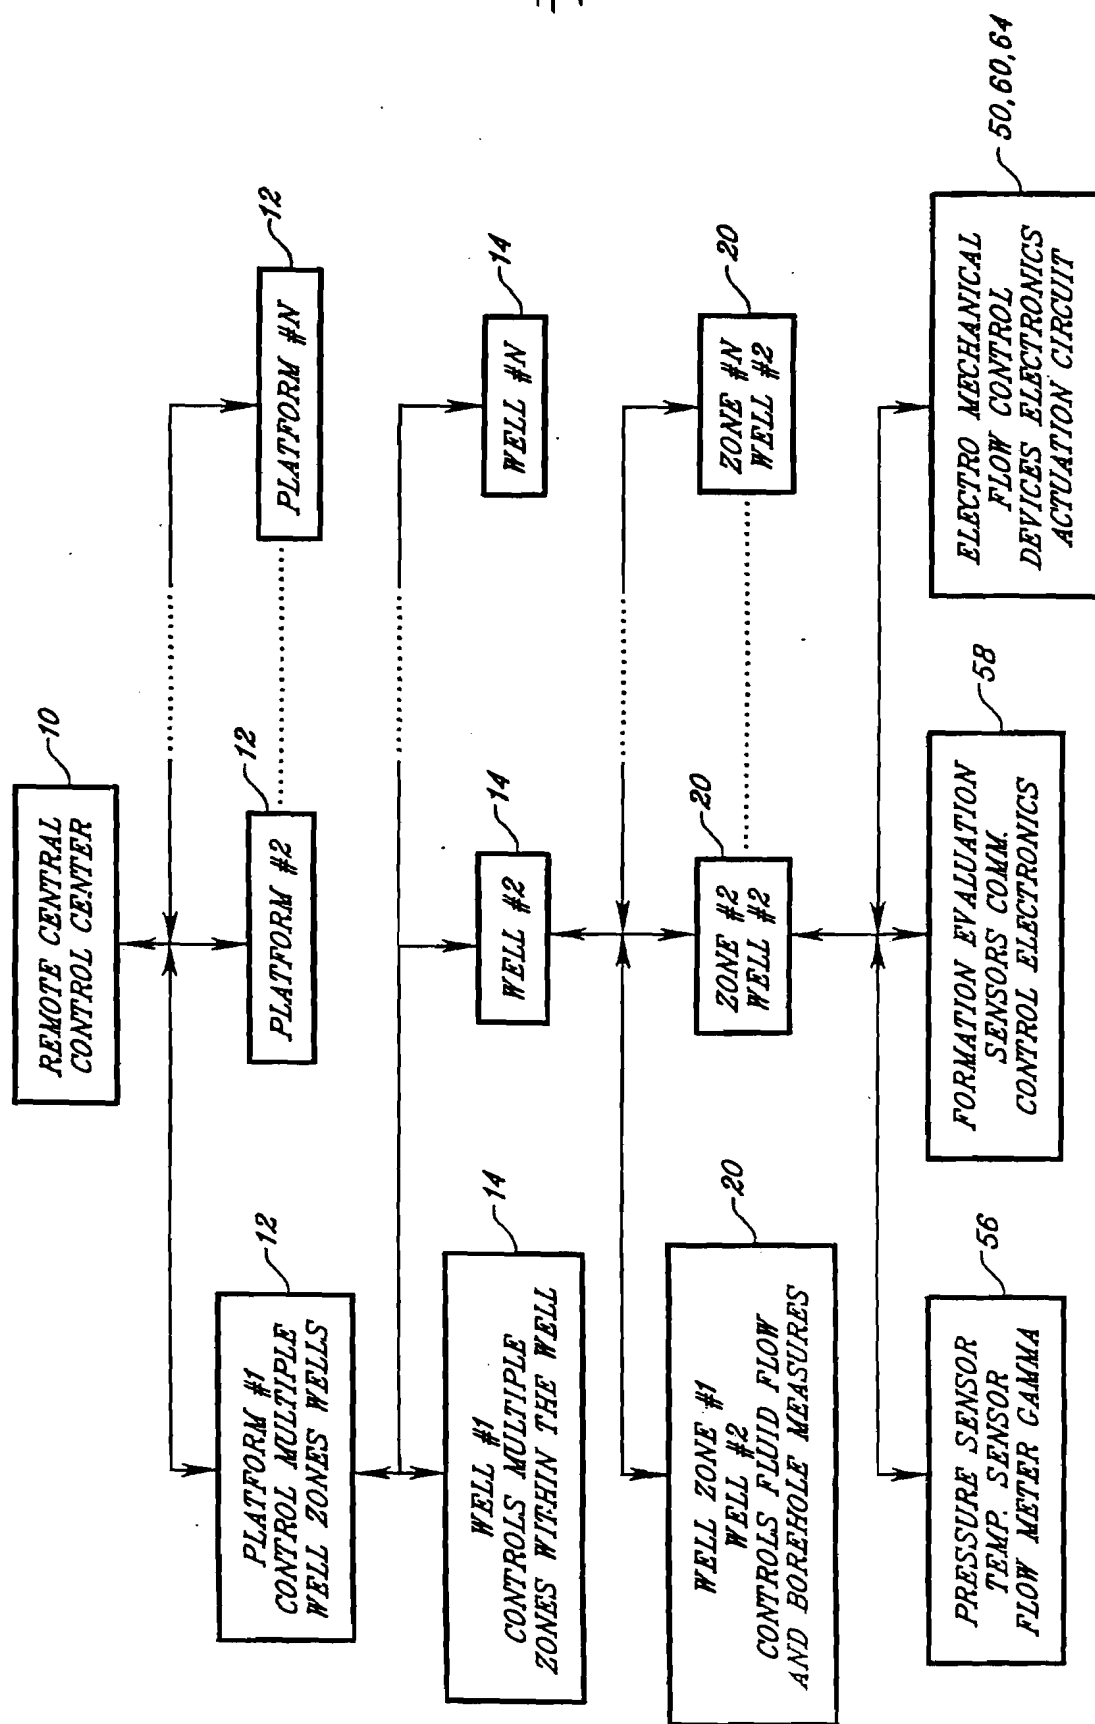 REMOTE CENTRAL
CONTROL CENTER
10
PLATFORM #1
CONTROL MULTIPLE
WELL ZONES WELLS
12
PLATFORM #2
12
PLATFORM #N
12
WELL #1
CONTROLS MULTIPLE
ZONES WITHIN THE WELL
14
WELL #2
14
WELL #N
14
WELL ZONE #1
WELL #2
CONTROLS FLUID FLOW
AND BOREHOLE MEASURES
20
ZONE #2
WELL #2
20
ZONE #N
WELL #2
20
PRESSURE SENSOR
TEMP. SENSOR
FLOW METER GAMMA
56
FORMATION EVALUATION
SENSORS COMM.
CONTROL ELECTRONICS
58
ELECTRO MECHANICAL
FLOW CONTROL
DEVICES ELECTRONICS
ACTUATION CIRCUIT
50,60,64